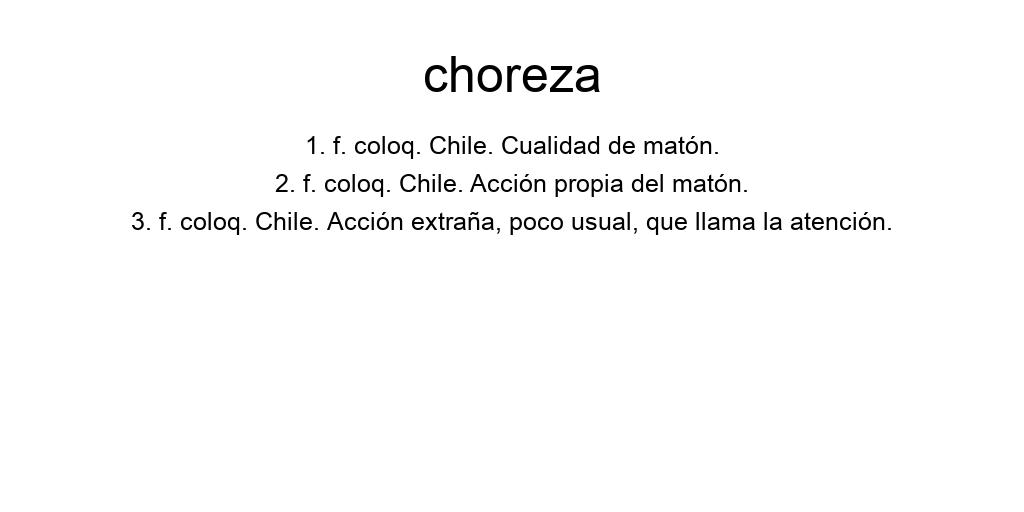 choreza
1. f. coloq. Chile. Cualidad de matón.
2. f. coloq. Chile. Acción propia del matón.
3. f. coloq. Chile. Acción extraña, poco usual, que llama la atención.